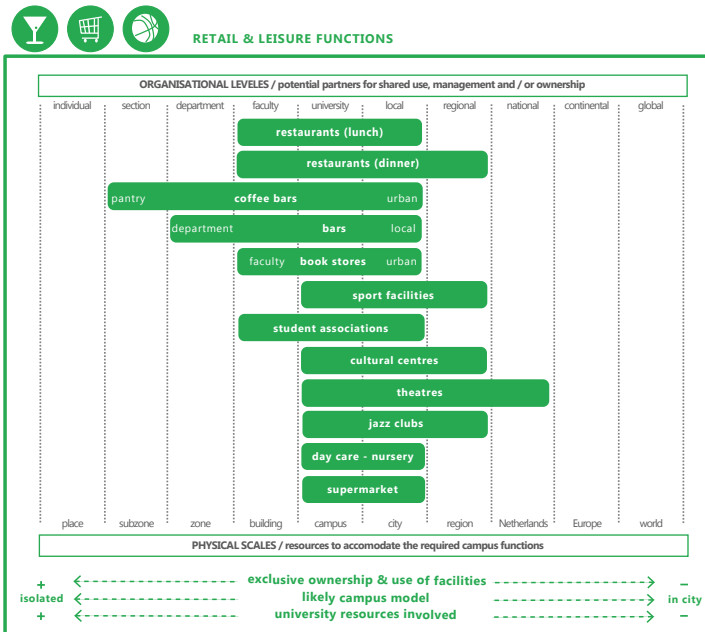 RETAIL & LEISURE FUNCTIONS
ORGANISATIONAL LEVELES / potential partners for shared use, management and / or ownership
individual section department faculty university local regional national continental global
restaurants (lunch)
restaurants (dinner)
pantry coffee bars urban
department bars local
faculty book stores urban
sport facilities
student associations
cultural centres
theatres
jazz clubs
day care - nursery
supermarket
place subzone zone building campus city region Netherlands Europe world
PHYSICAL SCALES / resources to accomodate the required campus functions
+ exclusive ownership & use of facilities −
isolated likely campus model in city
+ university resources involved −